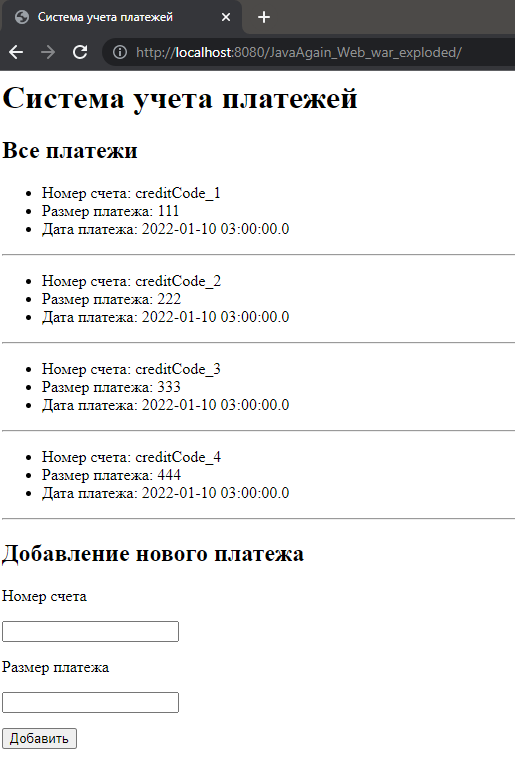 Система учета платежей
http://localhost:8080/JavaAgain_Web_war_exploded/
Система учета платежей
Все платежи
Номер счета: creditCode_1
Размер платежа: 111
Дата платежа: 2022-01-10 03:00:00.0
Номер счета: creditCode_2
Размер платежа: 222
Дата платежа: 2022-01-10 03:00:00.0
Номер счета: creditCode_3
Размер платежа: 333
Дата платежа: 2022-01-10 03:00:00.0
Номер счета: creditCode_4
Размер платежа: 444
Дата платежа: 2022-01-10 03:00:00.0
Добавление нового платежа
Номер счета
Размер платежа
Добавить